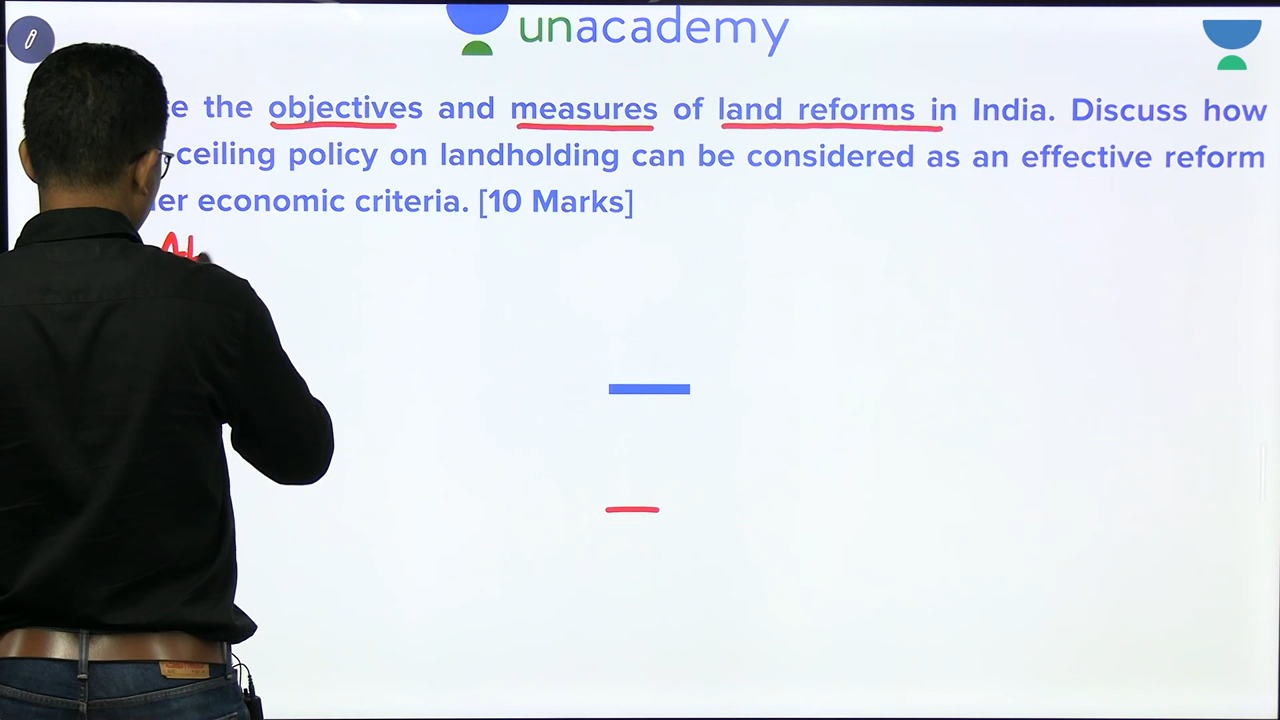 unacademy
the objectives and measures of land reforms in India. Discuss how
ceiling policy on landholding can be considered as an effective reform
economic criteria. [10 Marks]